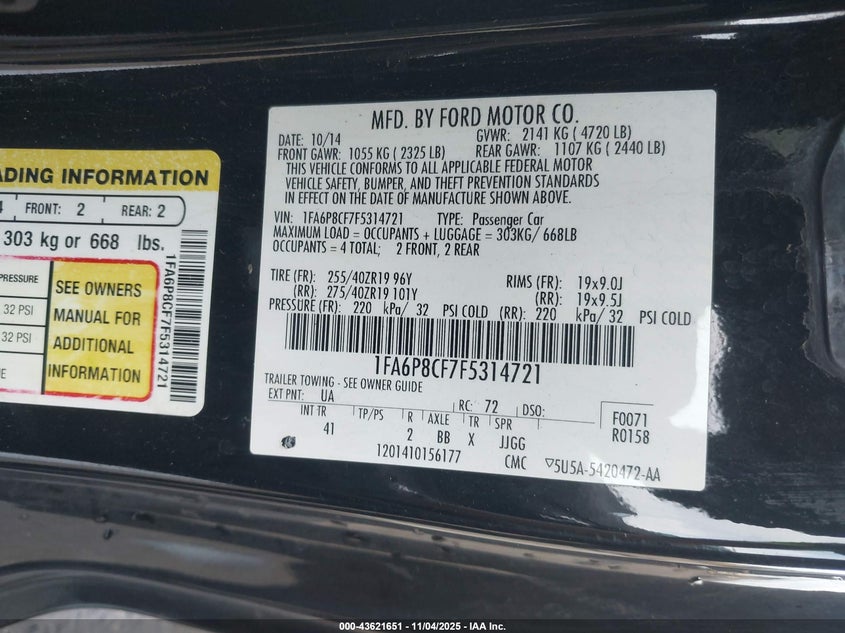 ADING INFORMATION
4 FRONT: 2 REAR: 2
303 kg or 668 lbs.
PRESSURE
32 PSI
32 PSI
SEE OWNERS
MANUAL FOR
ADDITIONAL
INFORMATION
1FA6P8CF7F5314721
MFD. BY FORD MOTOR CO.
DATE: 10/14 GVWR: 2141 KG ( 4720 LB)
FRONT GAWR: 1055 KG ( 2325 LB) REAR GAWR: 1107 KG ( 2440 LB)
THIS VEHICLE CONFORMS TO ALL APPLICABLE FEDERAL MOTOR
VEHICLE SAFETY, BUMPER, AND THEFT PREVENTION STANDARDS
IN EFFECT ON THE DATE OF MANUFACTURE SHOWN ABOVE.
VIN: 1FA6P8CF7F5314721 TYPE: Passenger Car
MAXIMUM LOAD = OCCUPANTS + LUGGAGE = 303KG/ 668LB
OCCUPANTS = 4 TOTAL; 2 FRONT, 2 REAR
TIRE (FR): 255/40ZR19 96Y RIMS (FR): 19x9.0J
(RR): 275/40ZR19 101Y (RR): 19x9.5J
PRESSURE (FR): 220 kPa/ 32 PSI COLD (RR): 220 kPa/ 32 PSI COLD
1FA6P8CF7F5314721
TRAILER TOWING - SEE OWNER GUIDE
EXT PNT: UA RC: 72 DSO: F0071
INT TR TP/PS R AXLE TR SPR R0158
41 2 BB X JJGG
1201410156177 CMC ▽5U5A-5420472-AA
000-43621651 - 11/04/2025 - IAA Inc.